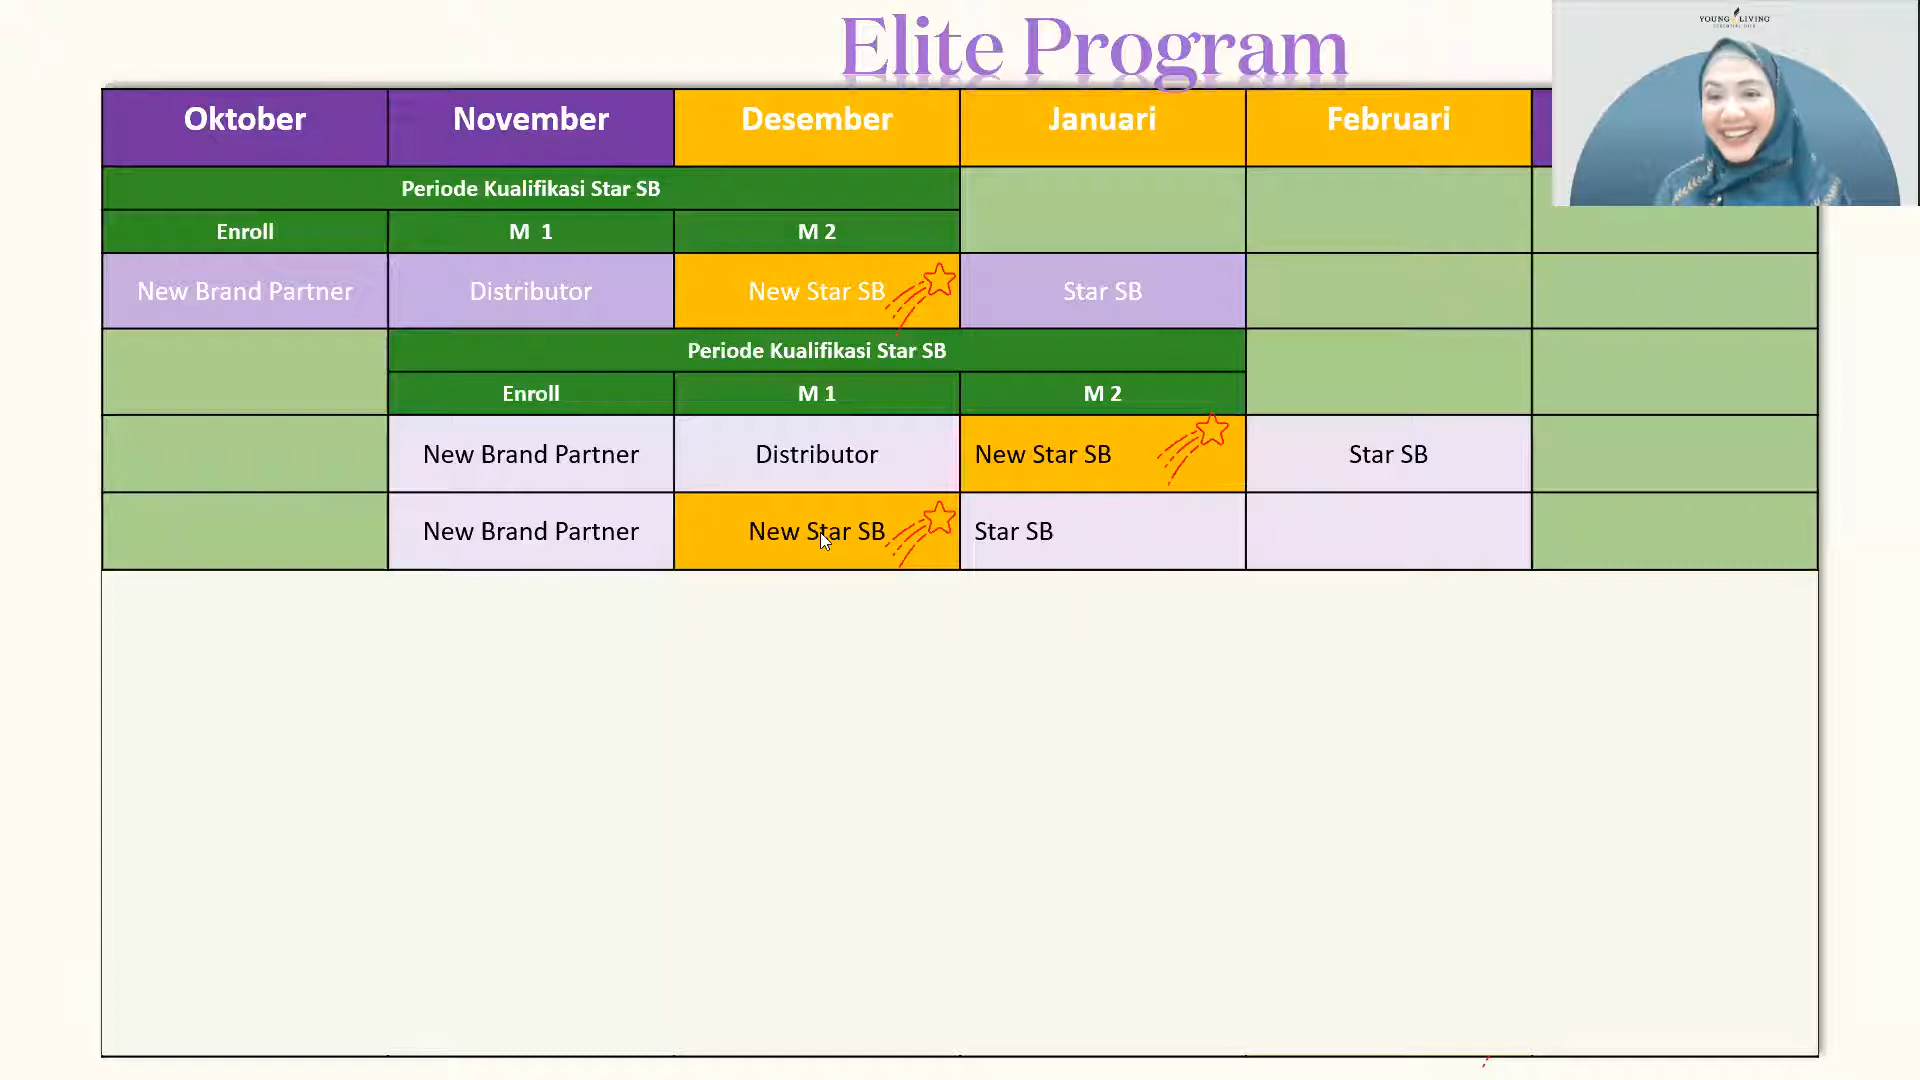 Elite Program
YOUNG LIVING
ESSENTIAL OILS
Oktober November Desember Januari Februari
Periode Kualifikasi Star SB
Enroll M 1 M 2
New Brand Partner Distributor New Star SB Star SB
Periode Kualifikasi Star SB
Enroll M 1 M 2
New Brand Partner Distributor New Star SB Star SB
New Brand Partner New Star SB Star SB